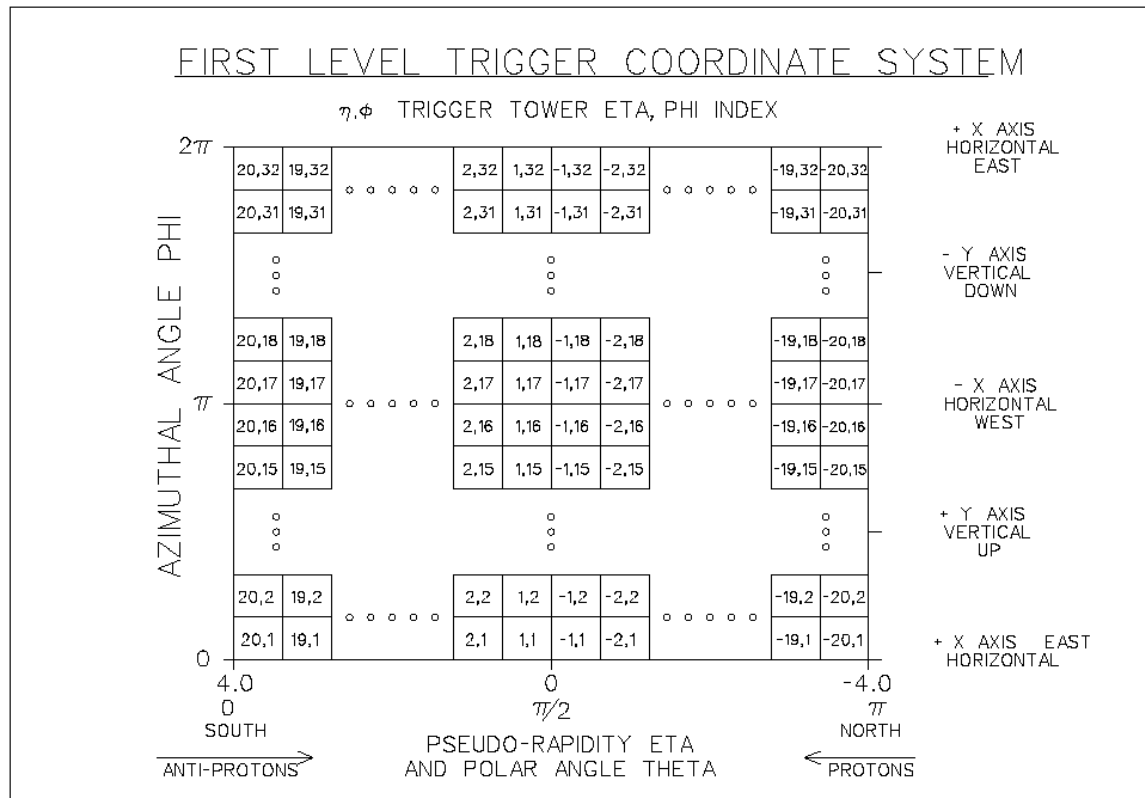 FIRST LEVEL TRIGGER COORDINATE SYSTEM
η,ϕ TRIGGER TOWER ETA, PHI INDEX
AZIMUTHAL ANGLE PHI
2π
20,32 19,32 2,32 1,32 -1,32 -2,32 -19,32 -20,32
20,31 19,31 2,31 1,31 -1,31 -2,31 -19,31 -20,31
20,18 19,18 2,18 1,18 -1,18 -2,18 -19,18 -20,18
20,17 19,17 2,17 1,17 -1,17 -2,17 -19,17 -20,17
π
20,16 19,16 2,16 1,16 -1,16 -2,16 -19,16 -20,16
20,15 19,15 2,15 1,15 -1,15 -2,15 -19,15 -20,15
20,2 19,2 2,2 1,2 -1,2 -2,2 -19,2 -20,2
20,1 19,1 2,1 1,1 -1,1 -2,1 -19,1 -20,1
0
+ X AXIS
HORIZONTAL
EAST
- Y AXIS
VERTICAL
DOWN
- X AXIS
HORIZONTAL
WEST
+ Y AXIS
VERTICAL
UP
+ X AXIS EAST
HORIZONTAL
4.0 0 -4.0
0 π/2 π
SOUTH
ANTI-PROTONS
PSEUDO-RAPIDITY ETA
AND POLAR ANGLE THETA
NORTH
PROTONS